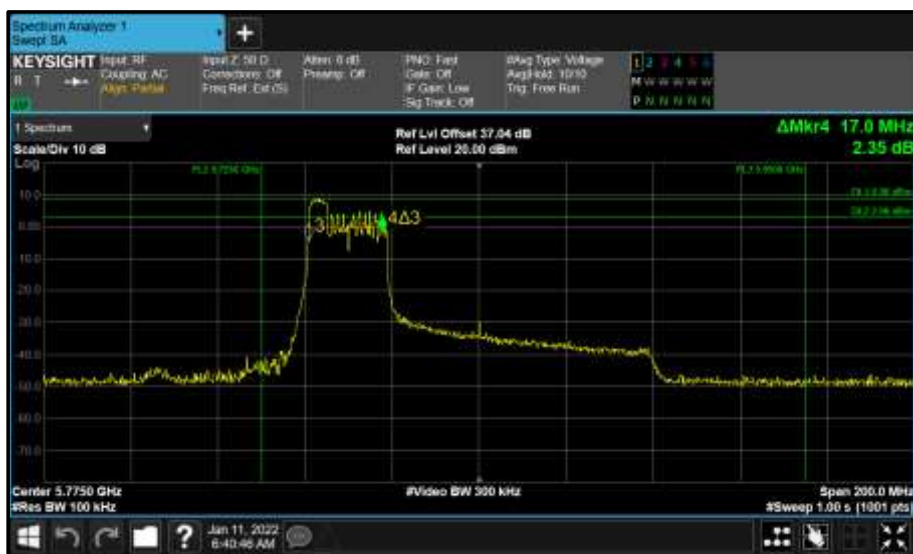 Spectrum Analyzer 1
Swept SA
KEYSIGHT
R T
Input: RF
Coupling: AC
Align: Partial
Input Z: 50 Ω
Corrections: Off
Freq Ref: Ext (S)
Atten: 8 dB
Preamp: Off
PNO: Fast
Gate: Off
IF Gain: Low
Sig Track: Off
#Avg Type: Voltage
Avg|Hold: 10/10
Trig: Free Run
1 2 3 4 5 6
M W W W W W
P N N N N N
1 Spectrum
Scale/Div 10 dB
Log
Ref Lvl Offset 37.04 dB
Ref Level 20.00 dBm
ΔMkr4 17.0 MHz
2.35 dB
10.0
0.00
-10.0
-20.0
-30.0
-40.0
-50.0
-60.0
-70.0
3
4Δ3
Center 5.7750 GHz
#Res BW 100 kHz
#Video BW 300 kHz
Span 200.0 MHz
#Sweep 1.00 s (1001 pts)
Jan 11, 2022
6:40:46 AM